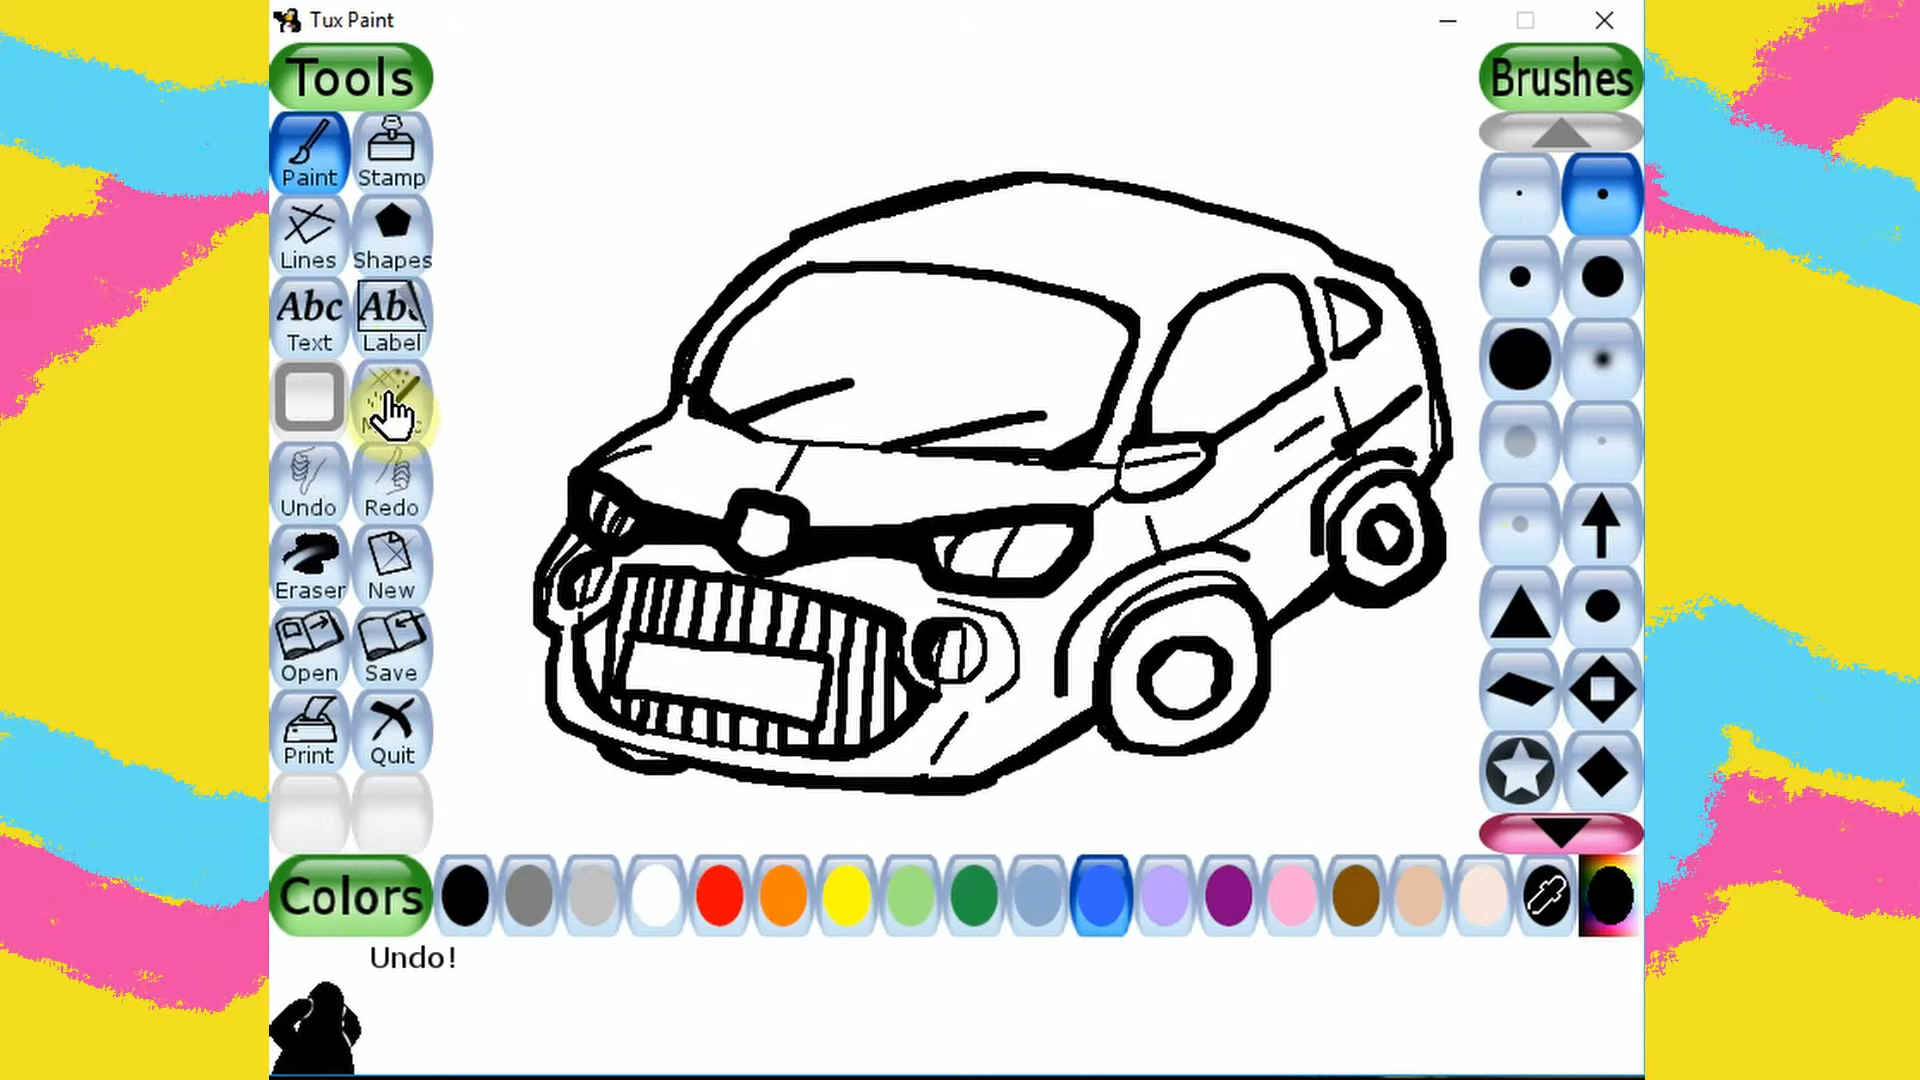 Tux Paint
Tools
Brushes
Paint
Stamp
Lines
Shapes
Abc
Abc
Text
Label
Undo
Redo
Eraser
New
Open
Save
Print
Quit
Colors
Undo!